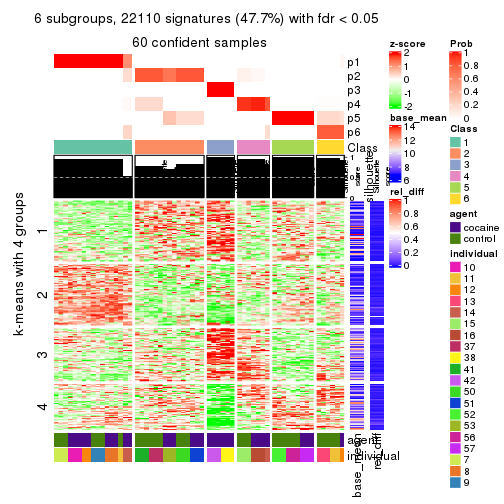 6 subgroups, 22110 signatures (47.7%) with fdr < 0.05
60 confident samples
p1
p2
p3
p4
p5
p6
Class
1
0.5
0
silhouette
score
k-means with 4 groups
1
2
3
4
agent
individual
base_mean
rel_diff
z-score
2
1
0
-1
-2
base_mean
14
12
10
8
6
rel_diff
1
0.8
0.6
0.4
0.2
0
Prob
1
0.8
0.6
0.4
0.2
0
Class
1
2
3
4
5
6
agent
cocaine
control
Individual
10
11
12
13
14
15
16
37
38
41
42
50
51
52
53
56
57
7
8
9